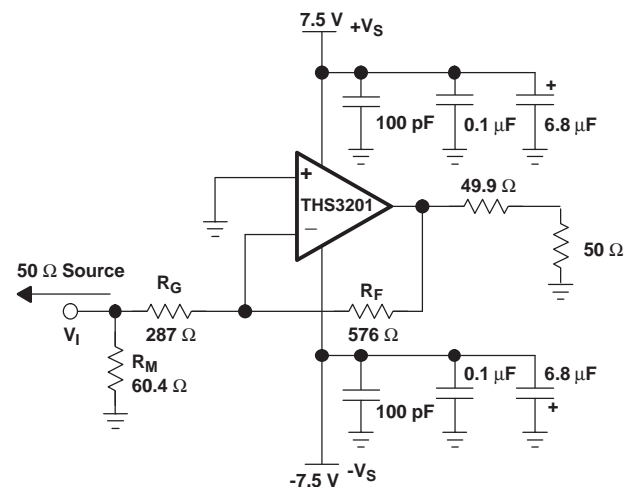 7.5 V
+VS
+
100 pF
0.1 μF
6.8 μF
+
THS3201
−
49.9 Ω
50 Ω
50 Ω Source
RG
RF
VI
287 Ω
576 Ω
RM
60.4 Ω
100 pF
0.1 μF
6.8 μF
+
-7.5 V
-VS